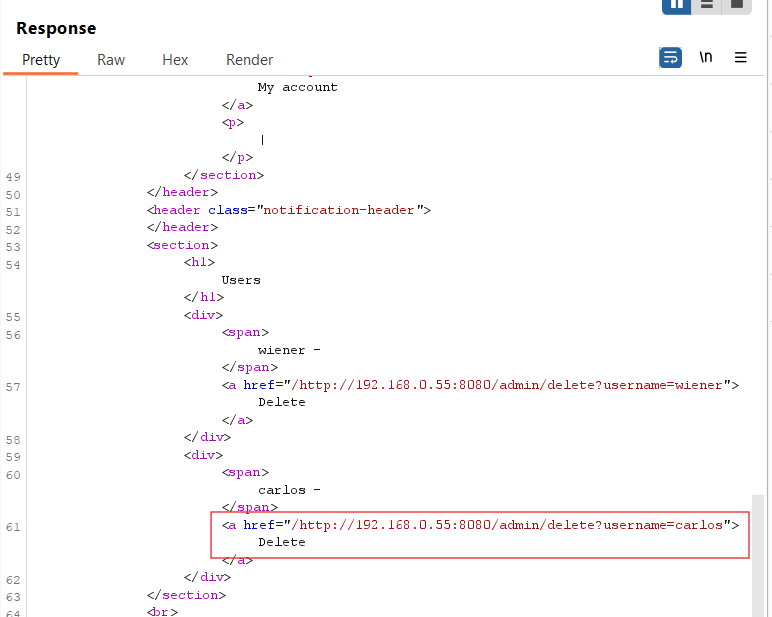 Response
Pretty Raw Hex Render \n
My account
</a>
<p>
|
</p>
49 </section>
50 </header>
51 <header class="notification-header">
52 </header>
53 <section>
54 <h1>
Users
</h1>
55 <div>
56 <span>
wiener -
</span>
57 <a href="/http://192.168.0.55:8080/admin/delete?username=wiener">
Delete
</a>
58 </div>
59 <div>
60 <span>
carlos -
</span>
61 <a href="/http://192.168.0.55:8080/admin/delete?username=carlos">
Delete
</a>
62 </div>
63 </section>
64 <br>